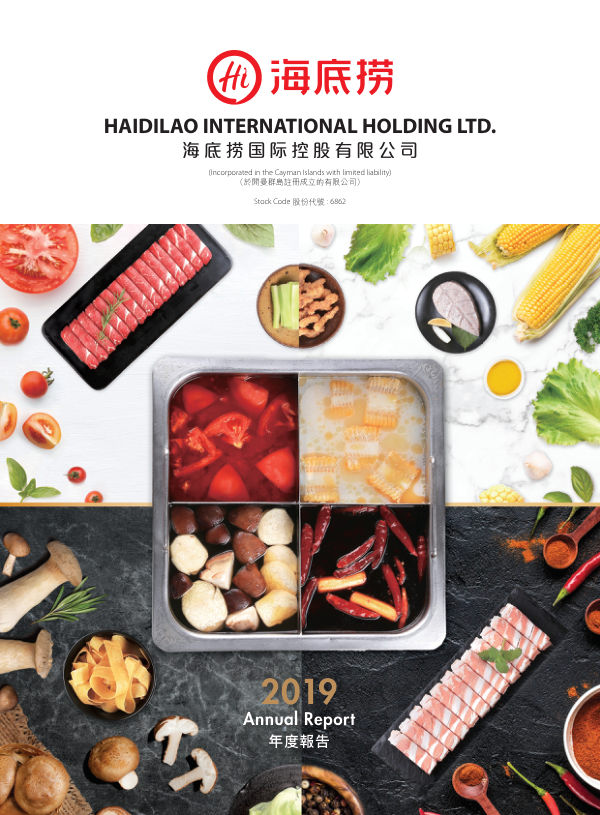 Hi 海底捞
HAIDILAO INTERNATIONAL HOLDING LTD.
海底捞国际控股有限公司
(Incorporated in the Cayman Islands with limited liability)
（於開曼群島註冊成立的有限公司）
Stock Code 股份代號 : 6862
2019
Annual Report
年度報告